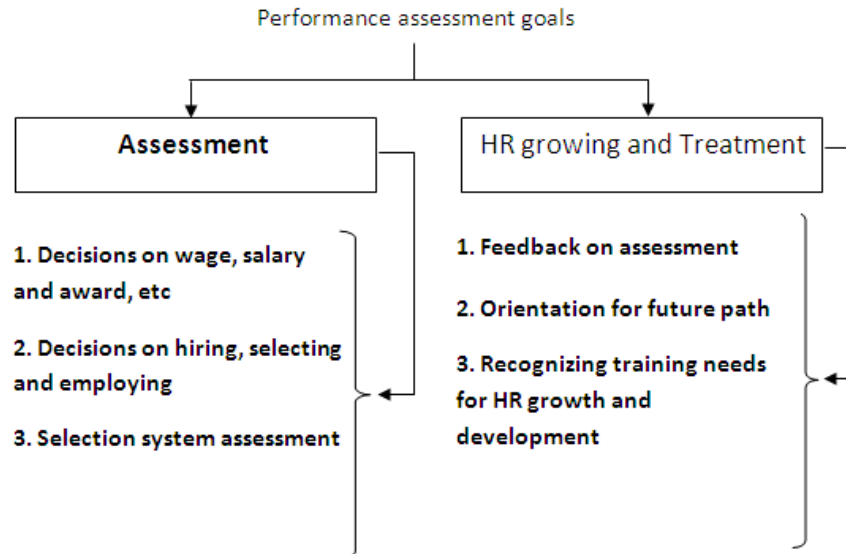 Performance assessment goals
Assessment
HR growing and Treatment
1. Decisions on wage, salary
and award, etc
2. Decisions on hiring, selecting
and employing
3. Selection system assessment
1. Feedback on assessment
2. Orientation for future path
3. Recognizing training needs
for HR growth and
development